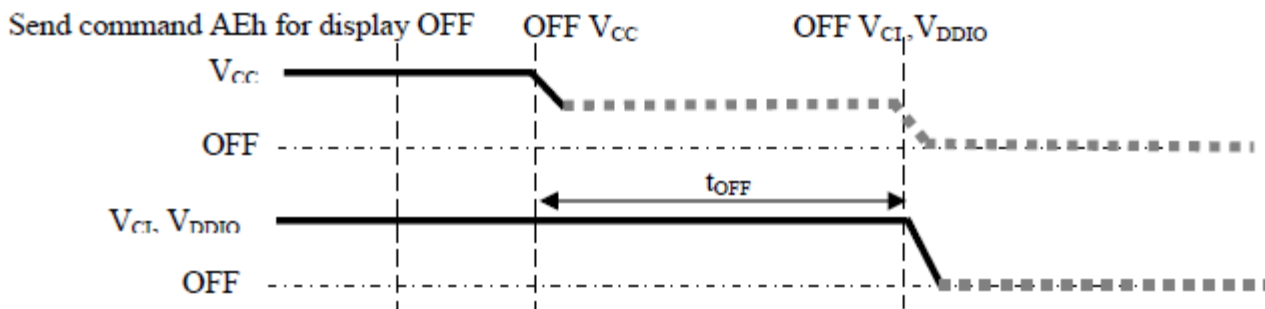 Send command AEh for display OFF OFF VCC OFF VCI ,VDDIO
VCC
OFF
tOFF
VCI, VDDIO
OFF